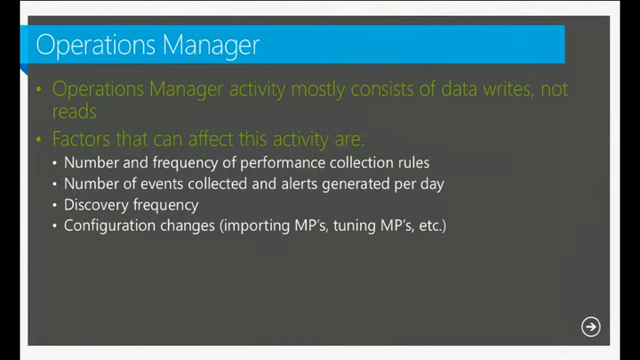 Operations Manager
• Operations Manager activity mostly consists of data writes, not
reads
• Factors that can affect this activity are:
• Number and frequency of performance collection rules
• Number of events collected and alerts generated per day
• Discovery frequency
• Configuration changes (importing MP's, tuning MP's, etc.)